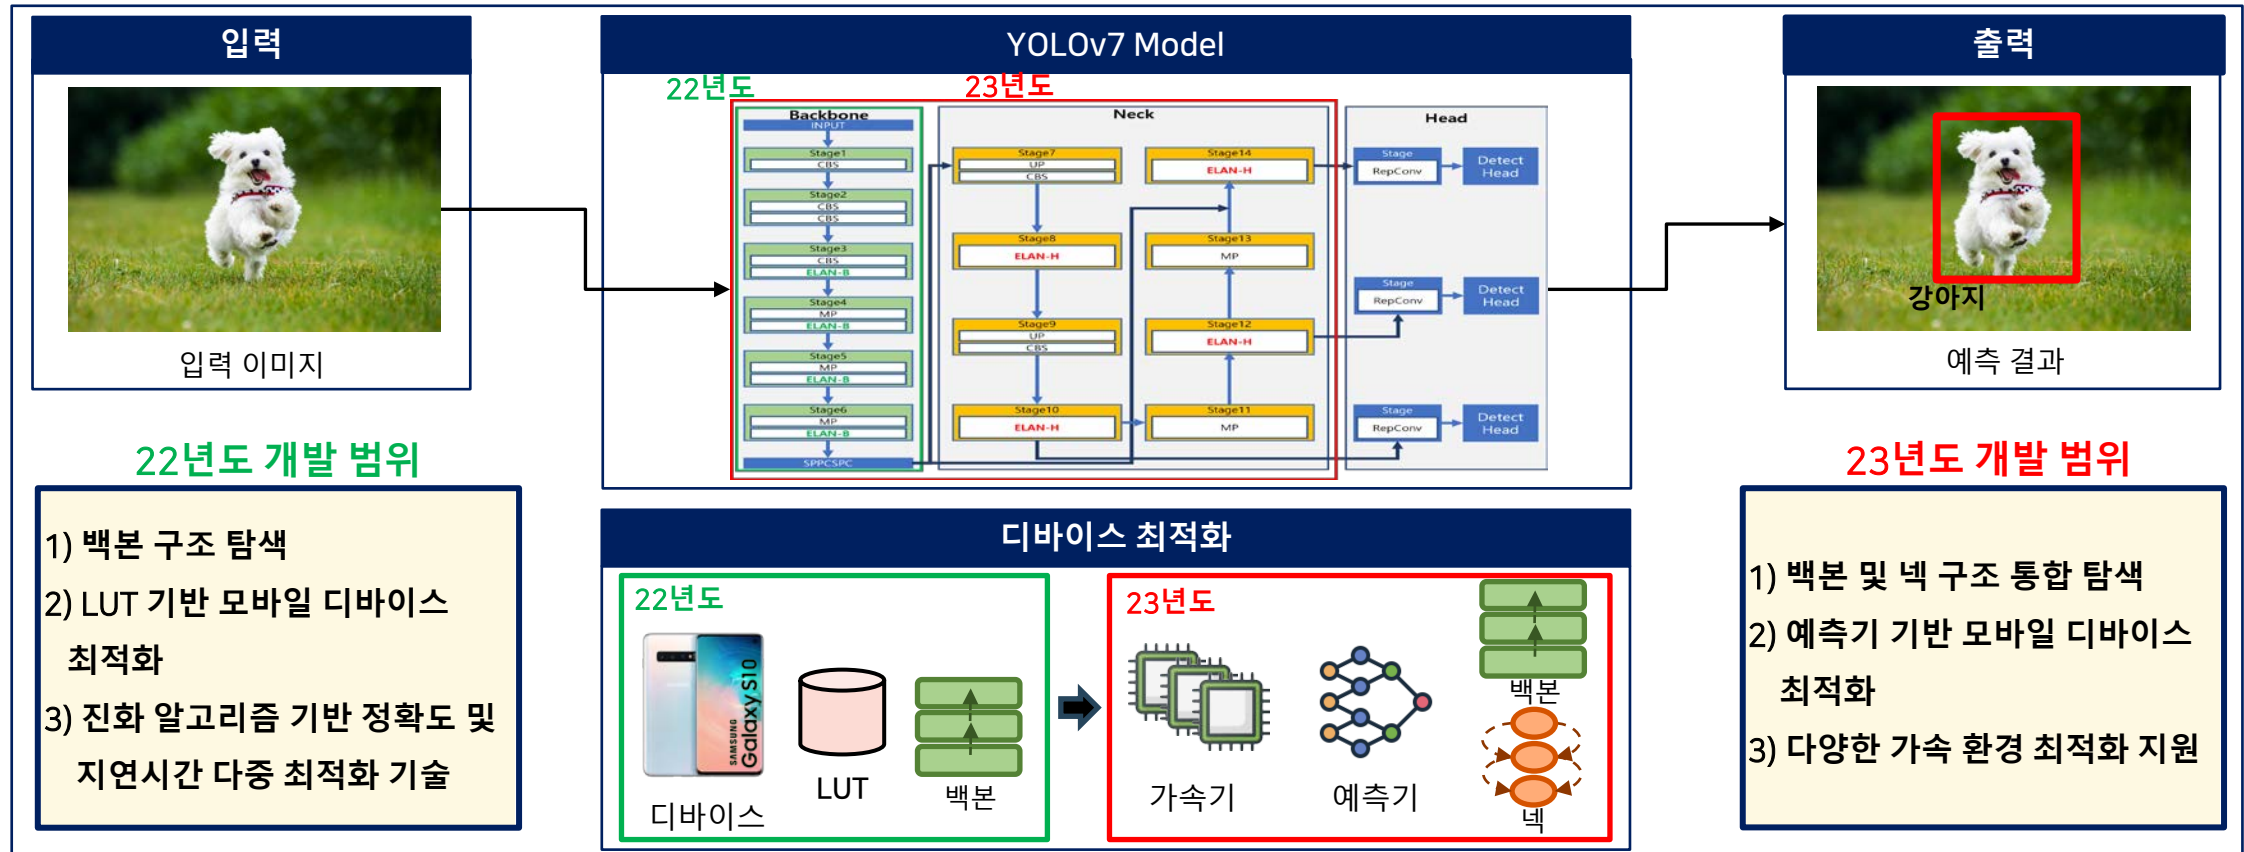 입력
입력 이미지
YOLOv7 Model
22년도
23년도
Backbone
INPUT
Stage1
CBS
Stage2
CBS
CBS
Stage3
CBS
ELAN-B
Stage4
MP
ELAN-B
Stage5
MP
ELAN-B
Stage6
MP
ELAN-B
SPPCSPC
Neck
Stage7
UP
CBS
Stage8
ELAN-H
Stage9
UP
CBS
Stage10
ELAN-H
Stage14
ELAN-H
Stage13
MP
Stage12
ELAN-H
Stage11
MP
Head
Stage
RepConv
Detect
Head
Stage
RepConv
Detect
Head
Stage
RepConv
Detect
Head
출력
강아지
예측 결과
22년도 개발 범위
1) 백본 구조 탐색
2) LUT 기반 모바일 디바이스
최적화
3) 진화 알고리즘 기반 정확도 및
지연시간 다중 최적화 기술
디바이스 최적화
22년도
SAMSUNG
Galaxy S10
디바이스
LUT
백본
23년도
가속기
예측기
백본
넥
23년도 개발 범위
1) 백본 및 넥 구조 통합 탐색
2) 예측기 기반 모바일 디바이스
최적화
3) 다양한 가속 환경 최적화 지원